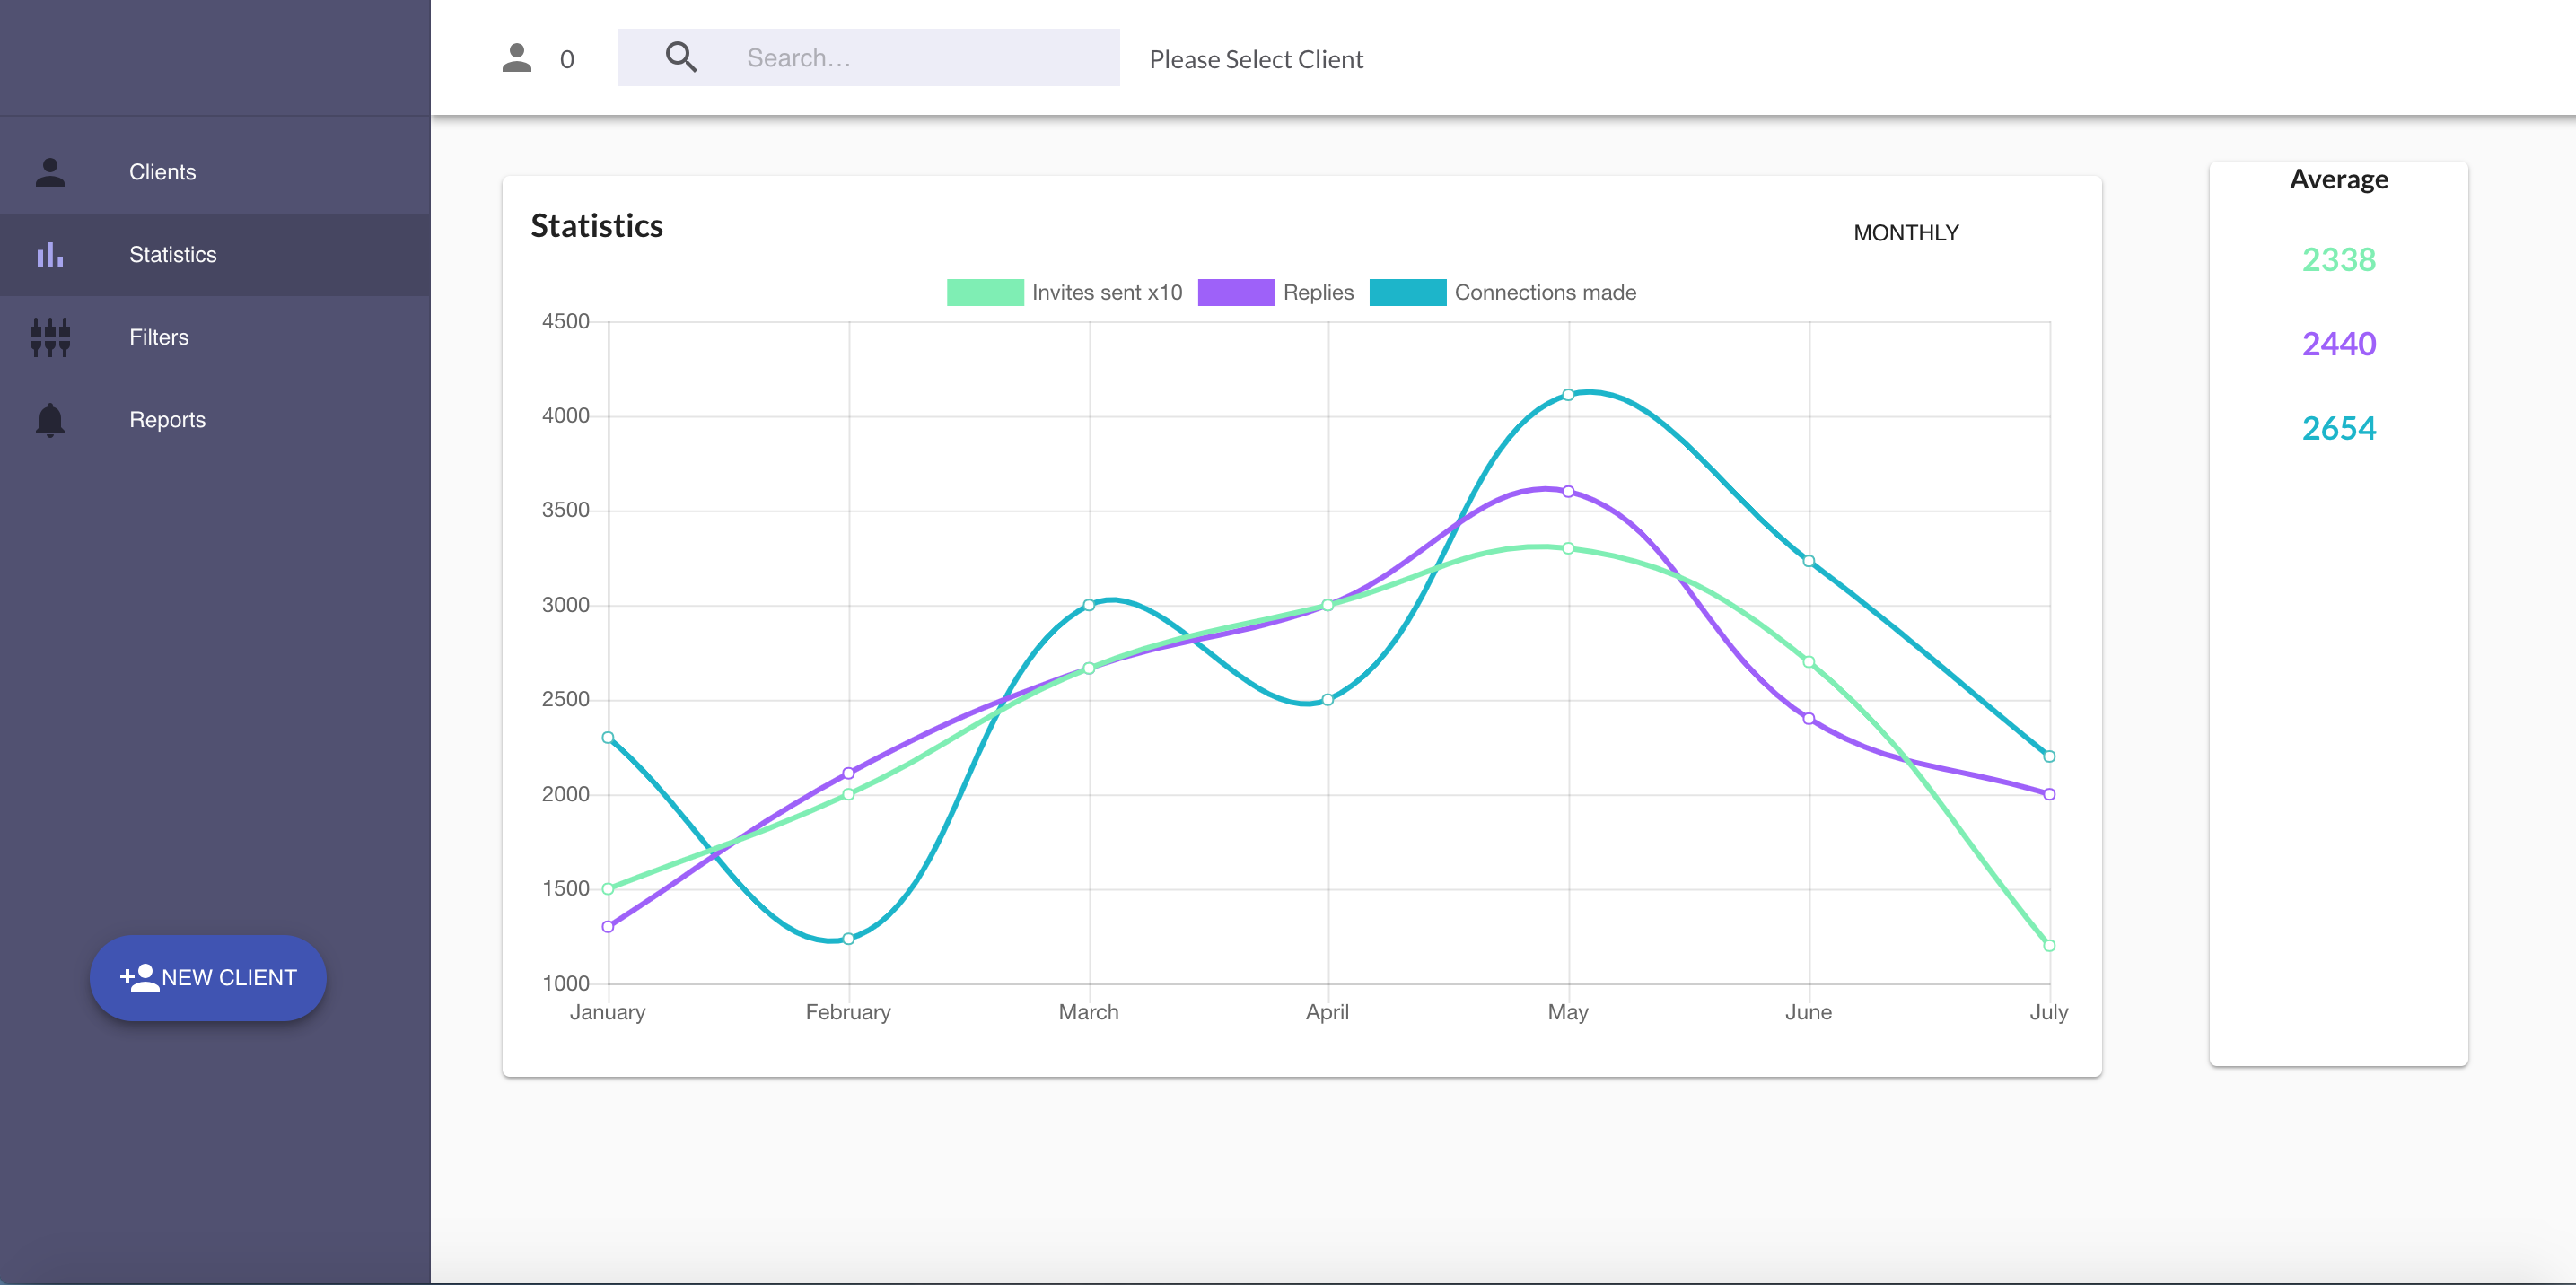 0
Search...
Please Select Client
Clients
Statistics
Filters
Reports
NEW CLIENT
Statistics
MONTHLY
Invites sent x10 Replies Connections made
4500
4000
3500
3000
2500
2000
1500
1000
January February March April May June July
Average
2338
2440
2654